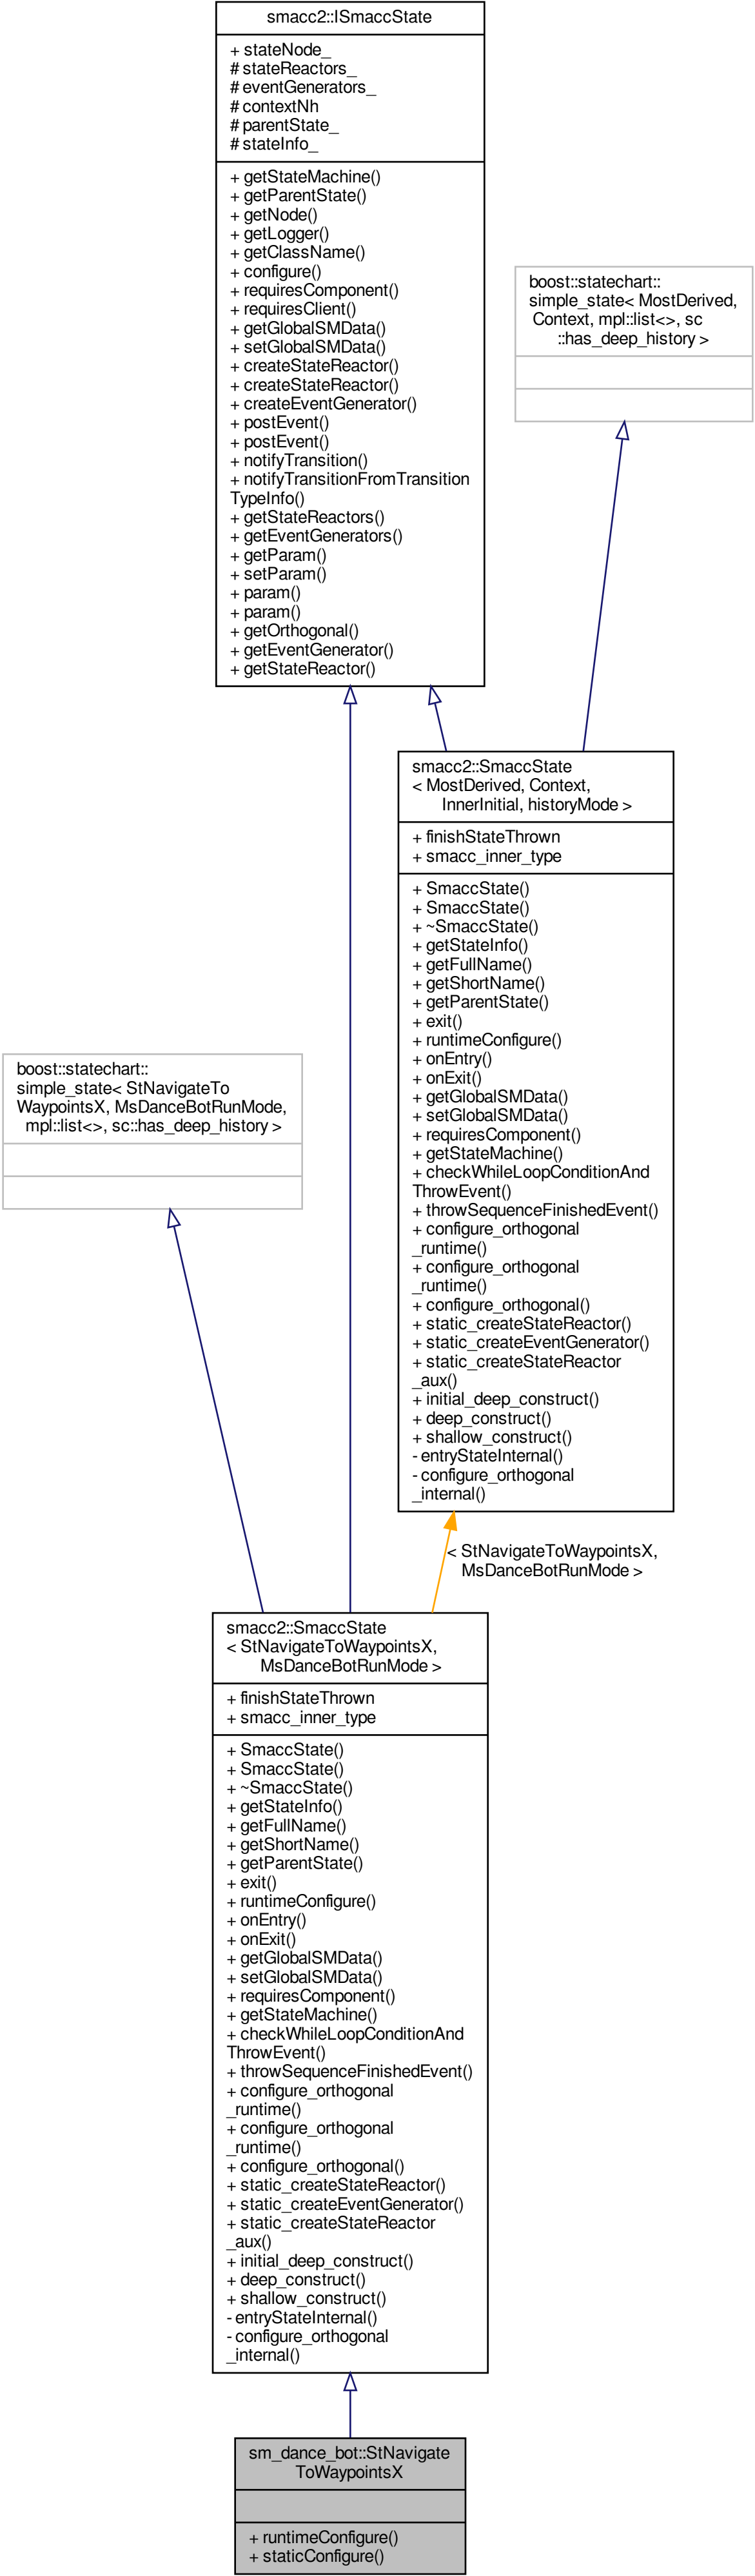 smacc2::ISmaccState
+ stateNode_
# stateReactors_
# eventGenerators_
# contextNh
# parentState_
# stateInfo_
+ getStateMachine()
+ getParentState()
+ getNode()
+ getLogger()
+ getClassName()
+ configure()
+ requiresComponent()
+ requiresClient()
+ getGlobalSMData()
+ setGlobalSMData()
+ createStateReactor()
+ createStateReactor()
+ createEventGenerator()
+ postEvent()
+ postEvent()
+ notifyTransition()
+ notifyTransitionFromTransition
TypeInfo()
+ getStateReactors()
+ getEventGenerators()
+ getParam()
+ setParam()
+ param()
+ param()
+ getOrthogonal()
+ getEventGenerator()
+ getStateReactor()
boost::statechart::
simple_state< MostDerived,
Context, mpl::list<>, sc
::has_deep_history >
smacc2::SmaccState
< MostDerived, Context,
InnerInitial, historyMode >
+ finishStateThrown
+ smacc_inner_type
+ SmaccState()
+ SmaccState()
+ ~SmaccState()
+ getStateInfo()
+ getFullName()
+ getShortName()
+ getParentState()
+ exit()
+ runtimeConfigure()
+ onEntry()
+ onExit()
+ getGlobalSMData()
+ setGlobalSMData()
+ requiresComponent()
+ getStateMachine()
+ checkWhileLoopConditionAnd
ThrowEvent()
+ throwSequenceFinishedEvent()
+ configure_orthogonal
_runtime()
+ configure_orthogonal
_runtime()
+ configure_orthogonal()
+ static_createStateReactor()
+ static_createEventGenerator()
+ static_createStateReactor
_aux()
+ initial_deep_construct()
+ deep_construct()
+ shallow_construct()
- entryStateInternal()
- configure_orthogonal
_internal()
boost::statechart::
simple_state< StNavigateTo
WaypointsX, MsDanceBotRunMode,
mpl::list<>, sc::has_deep_history >
< StNavigateToWaypointsX,
MsDanceBotRunMode >
smacc2::SmaccState
< StNavigateToWaypointsX,
MsDanceBotRunMode >
+ finishStateThrown
+ smacc_inner_type
+ SmaccState()
+ SmaccState()
+ ~SmaccState()
+ getStateInfo()
+ getFullName()
+ getShortName()
+ getParentState()
+ exit()
+ runtimeConfigure()
+ onEntry()
+ onExit()
+ getGlobalSMData()
+ setGlobalSMData()
+ requiresComponent()
+ getStateMachine()
+ checkWhileLoopConditionAnd
ThrowEvent()
+ throwSequenceFinishedEvent()
+ configure_orthogonal
_runtime()
+ configure_orthogonal
_runtime()
+ configure_orthogonal()
+ static_createStateReactor()
+ static_createEventGenerator()
+ static_createStateReactor
_aux()
+ initial_deep_construct()
+ deep_construct()
+ shallow_construct()
- entryStateInternal()
- configure_orthogonal
_internal()
sm_dance_bot::StNavigate
ToWaypointsX
+ runtimeConfigure()
+ staticConfigure()